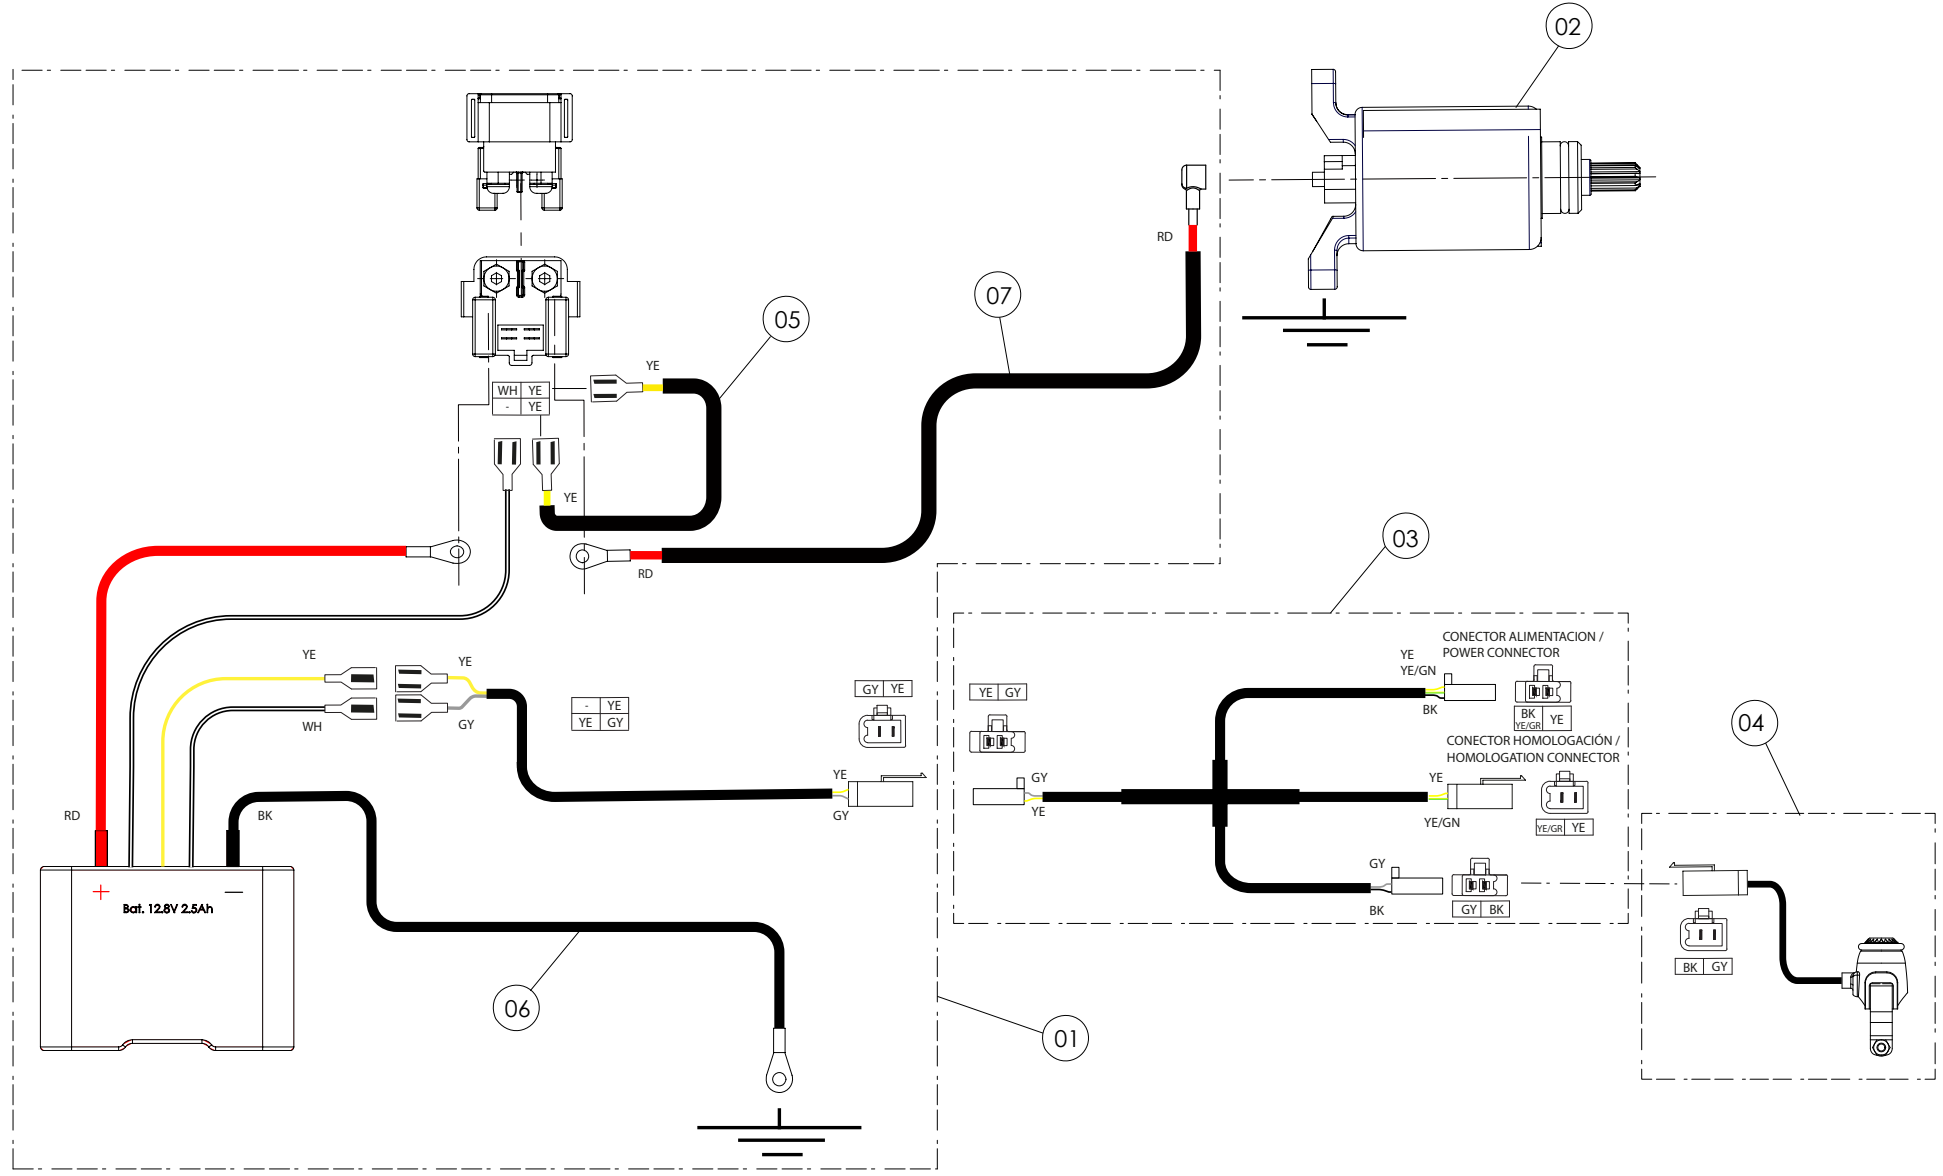 02
RD
07
05
YE
WH YE
- YE
YE
RD
03
CONECTOR ALIMENTACION /
POWER CONNECTOR
YE
YE/GN
BK
BK
YE/GR
YE
CONECTOR HOMOLOGACIÓN /
HOMOLOGATION CONNECTOR
YE
YE/GN
YE/GR YE
YE
WH
YE
GY
- YE
YE GY
GY YE
YE
GY
YE GY
GY
YE
GY
BK
GY BK
04
BK GY
RD
BK
+
—
Bat. 12.8V 2.5Ah
06
01